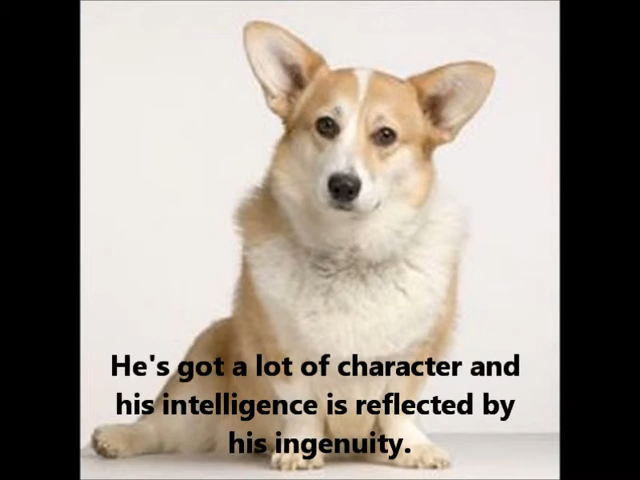 He's got a lot of character and
his intelligence is reflected by
his ingenuity.